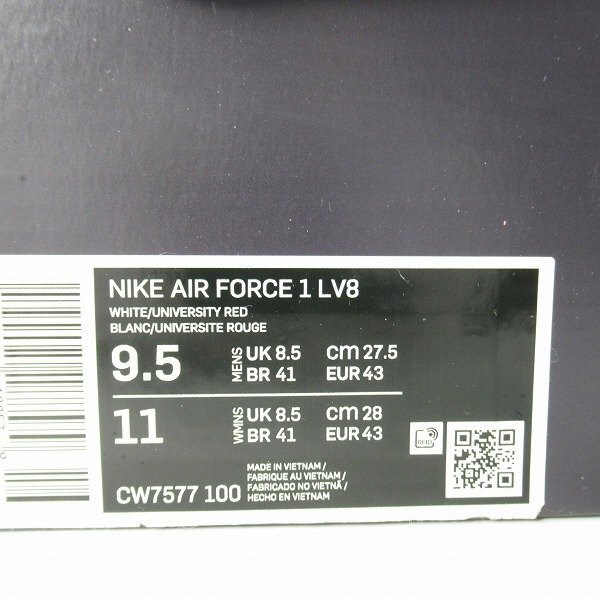 NIKE AIR FORCE 1 LV8
WHITE/UNIVERSITY RED
BLANC/UNIVERSITE ROUGE
9.5 MENS UK 8.5 cm 27.5
BR 41 EUR 43
11 WMNS UK 8.5 cm 28
BR 41 EUR 43
RFID
CW7577 100
MADE IN VIETNAM /
FABRIQUE AU VIETNAM /
FABRICADO NO VIETNÃ /
HECHO EN VIETNAM